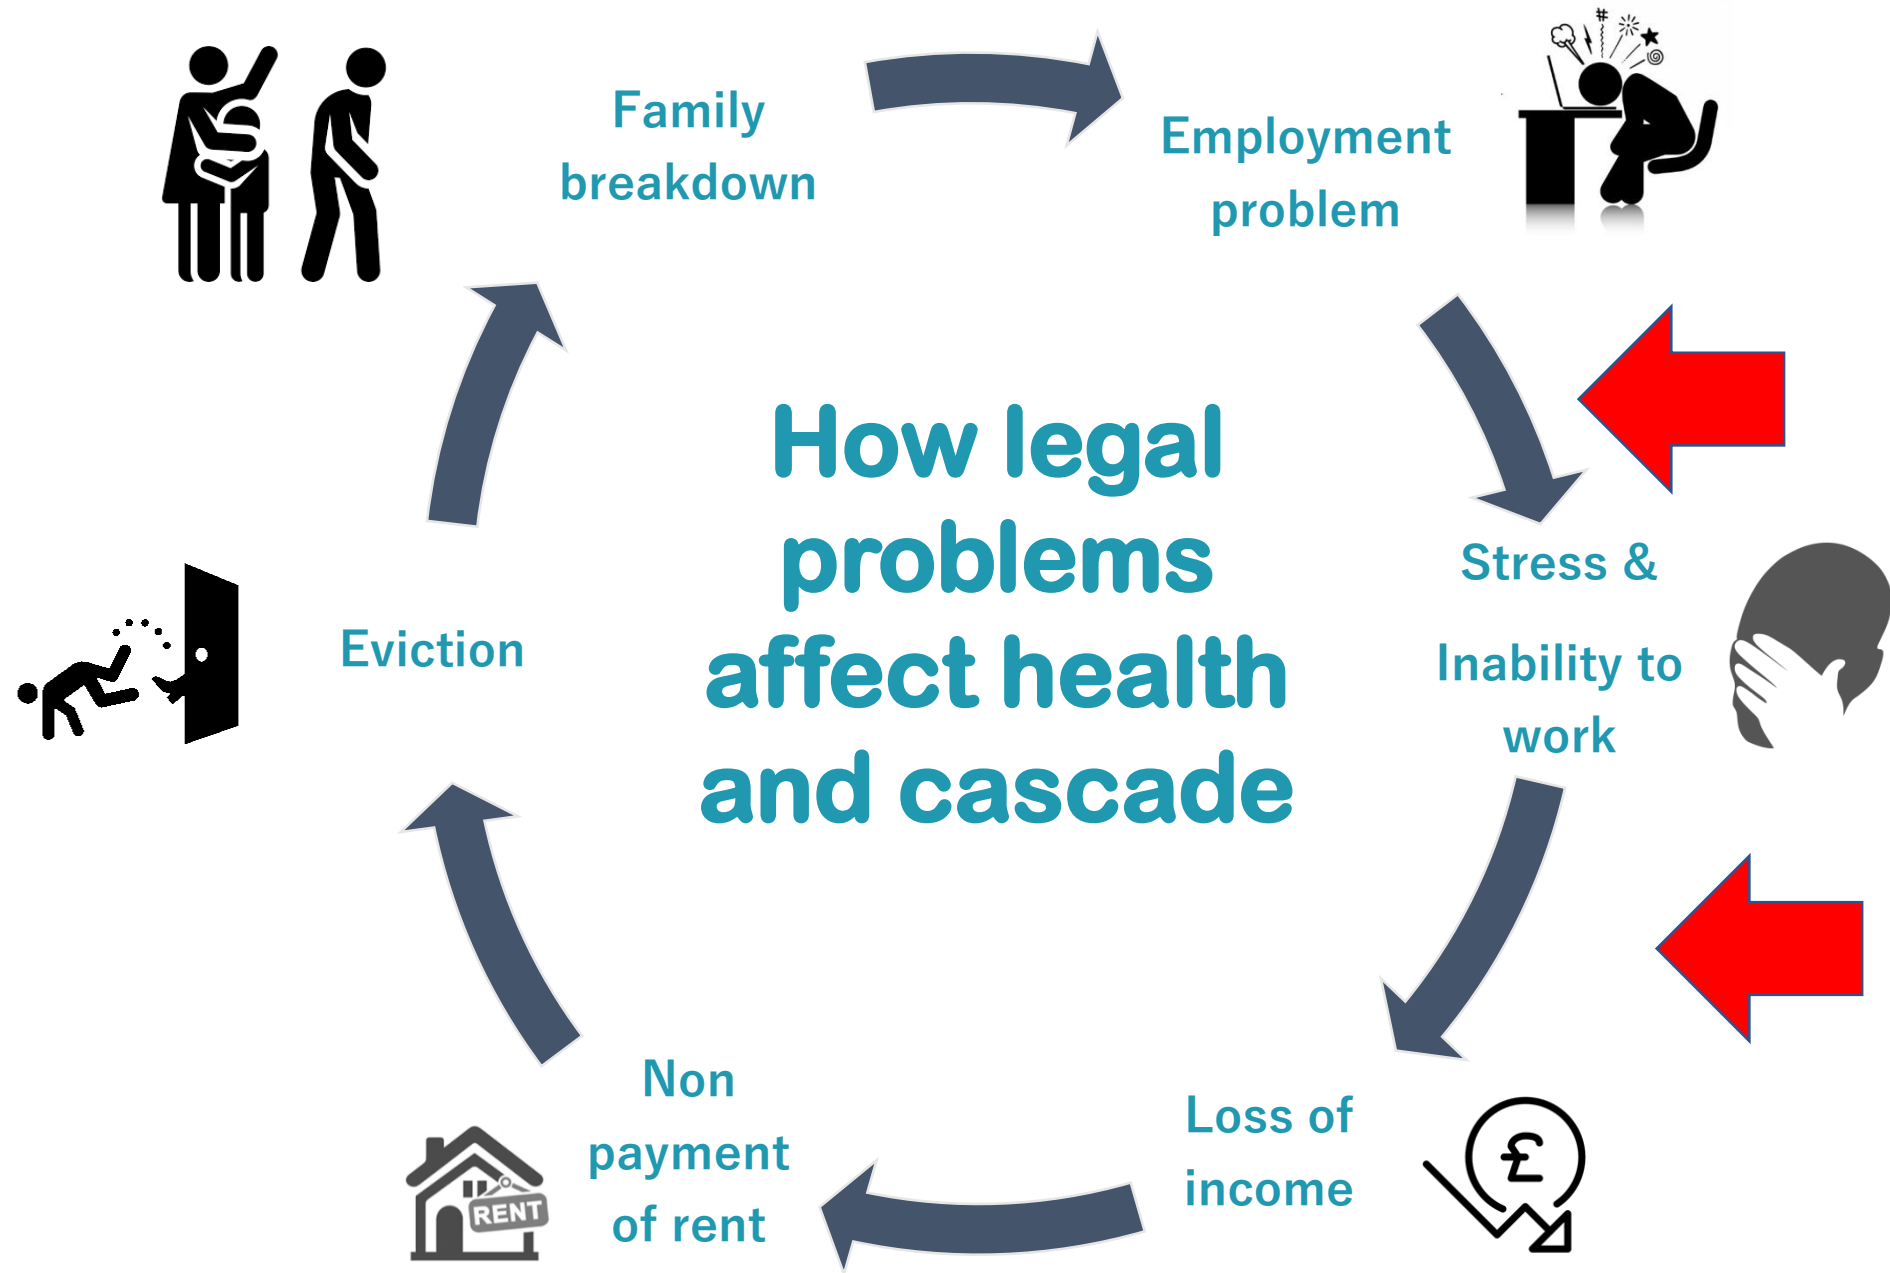 Family
breakdown
Employment
problem
How legal
problems
affect health
and cascade
Stress &
Inability to
work
Eviction
Non
payment
of rent
RENT
Loss of
income
£
#